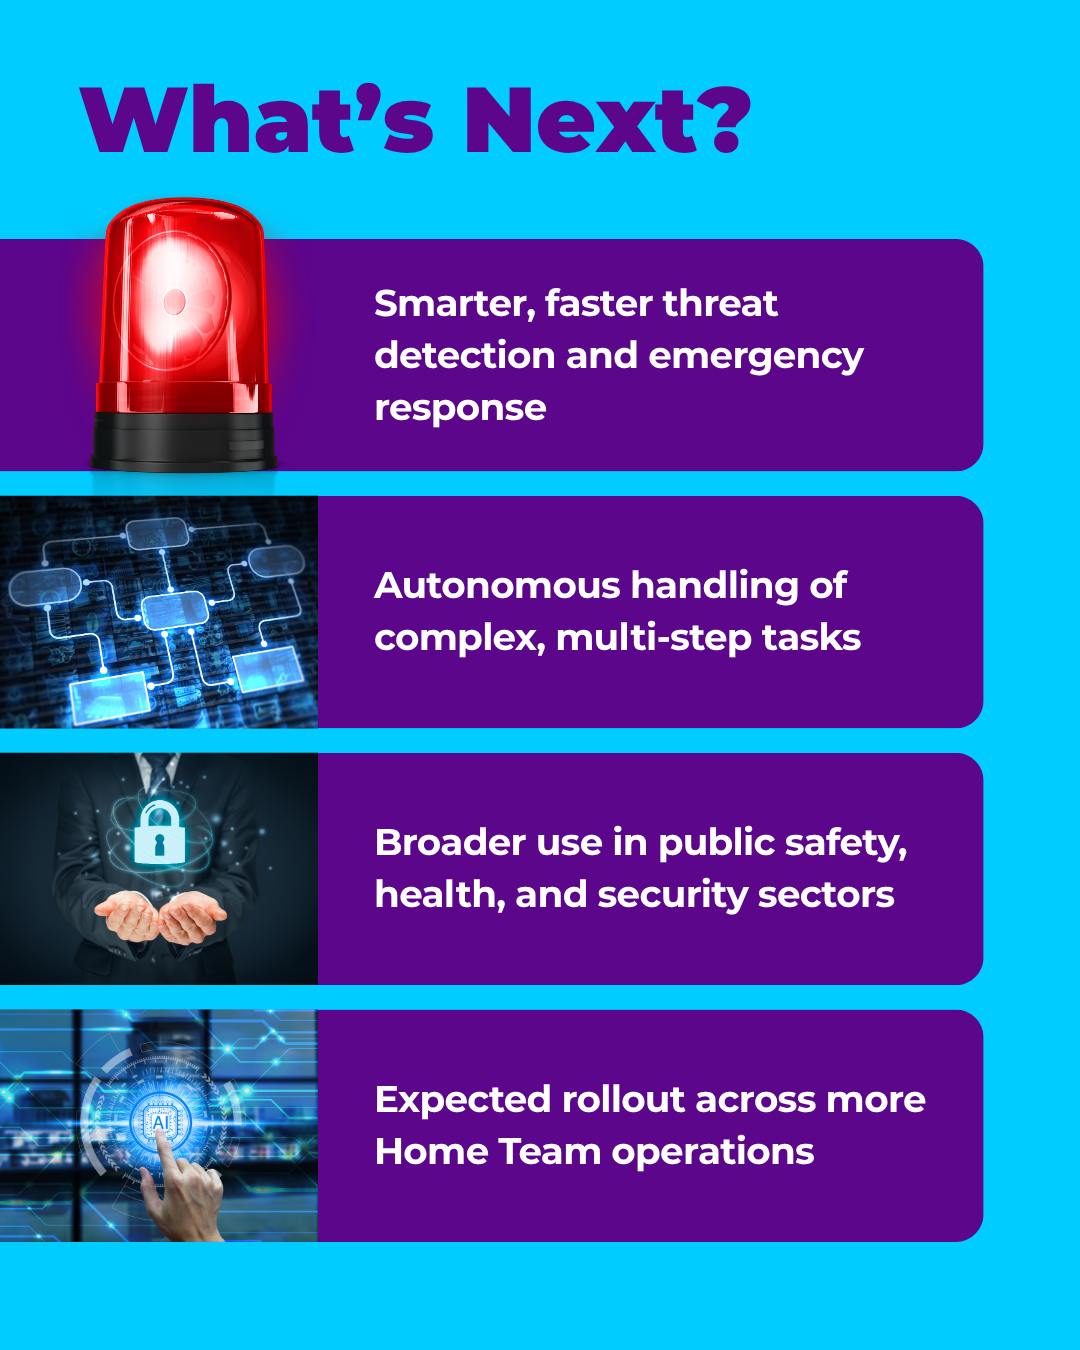 What’s Next?
Smarter, faster threat
detection and emergency
response
Autonomous handling of
complex, multi-step tasks
Broader use in public safety,
health, and security sectors
AI
Expected rollout across more
Home Team operations